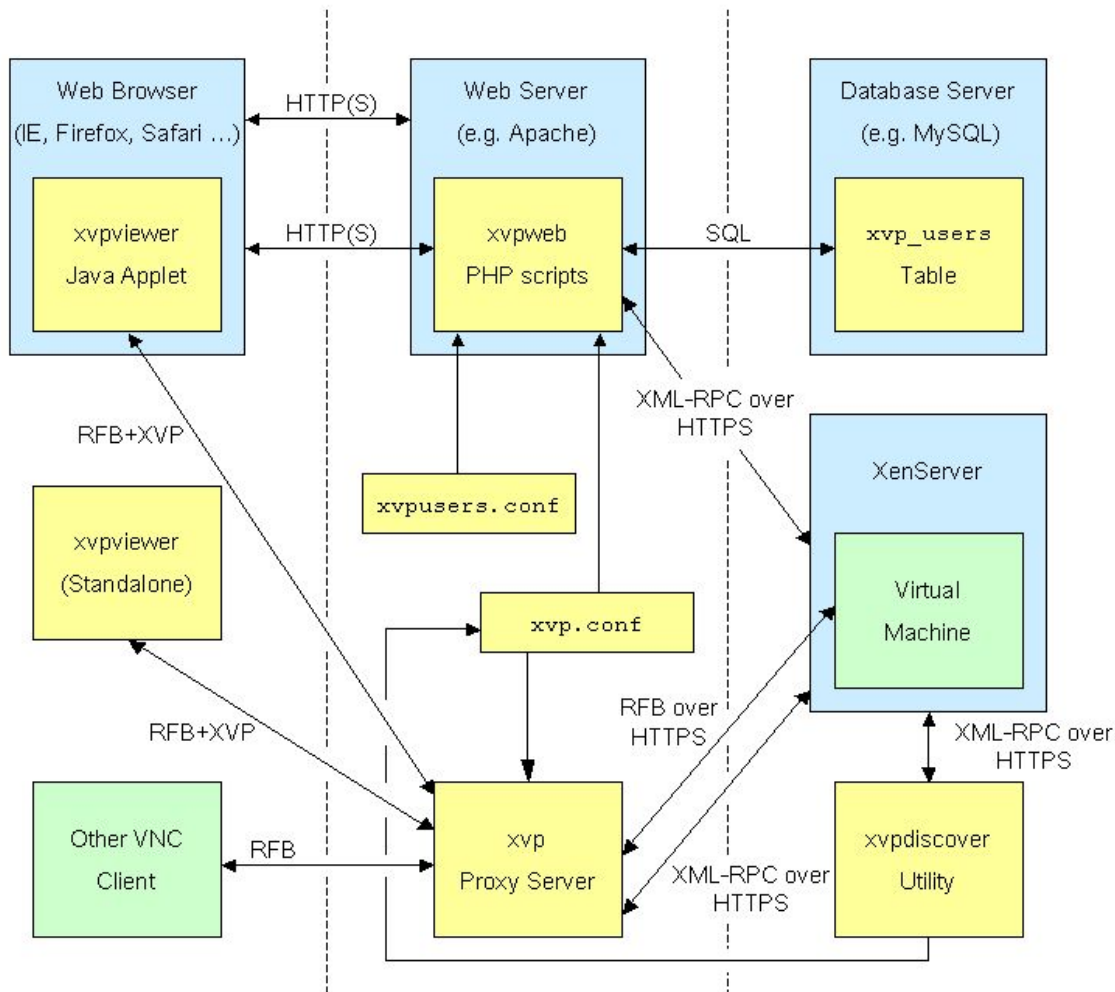 Web Browser
(IE, Firefox, Safari ...)
HTTP(S)
Web Server
(e.g. Apache)
Database Server
(e.g. MySQL)
xvpviewer
Java Applet
HTTP(S)
xvpweb
PHP scripts
SQL
xvp_users
Table
XML-RPC over
HTTPS
RFB+XVP
XenServer
xvpusers.conf
xvpviewer
(Standalone)
Virtual
Machine
xvp.conf
RFB over
HTTPS
RFB+XVP
XML-RPC over
HTTPS
Other VNC
Client
RFB
xvp
Proxy Server
XML-RPC over
HTTPS
xvpdiscover
Utility